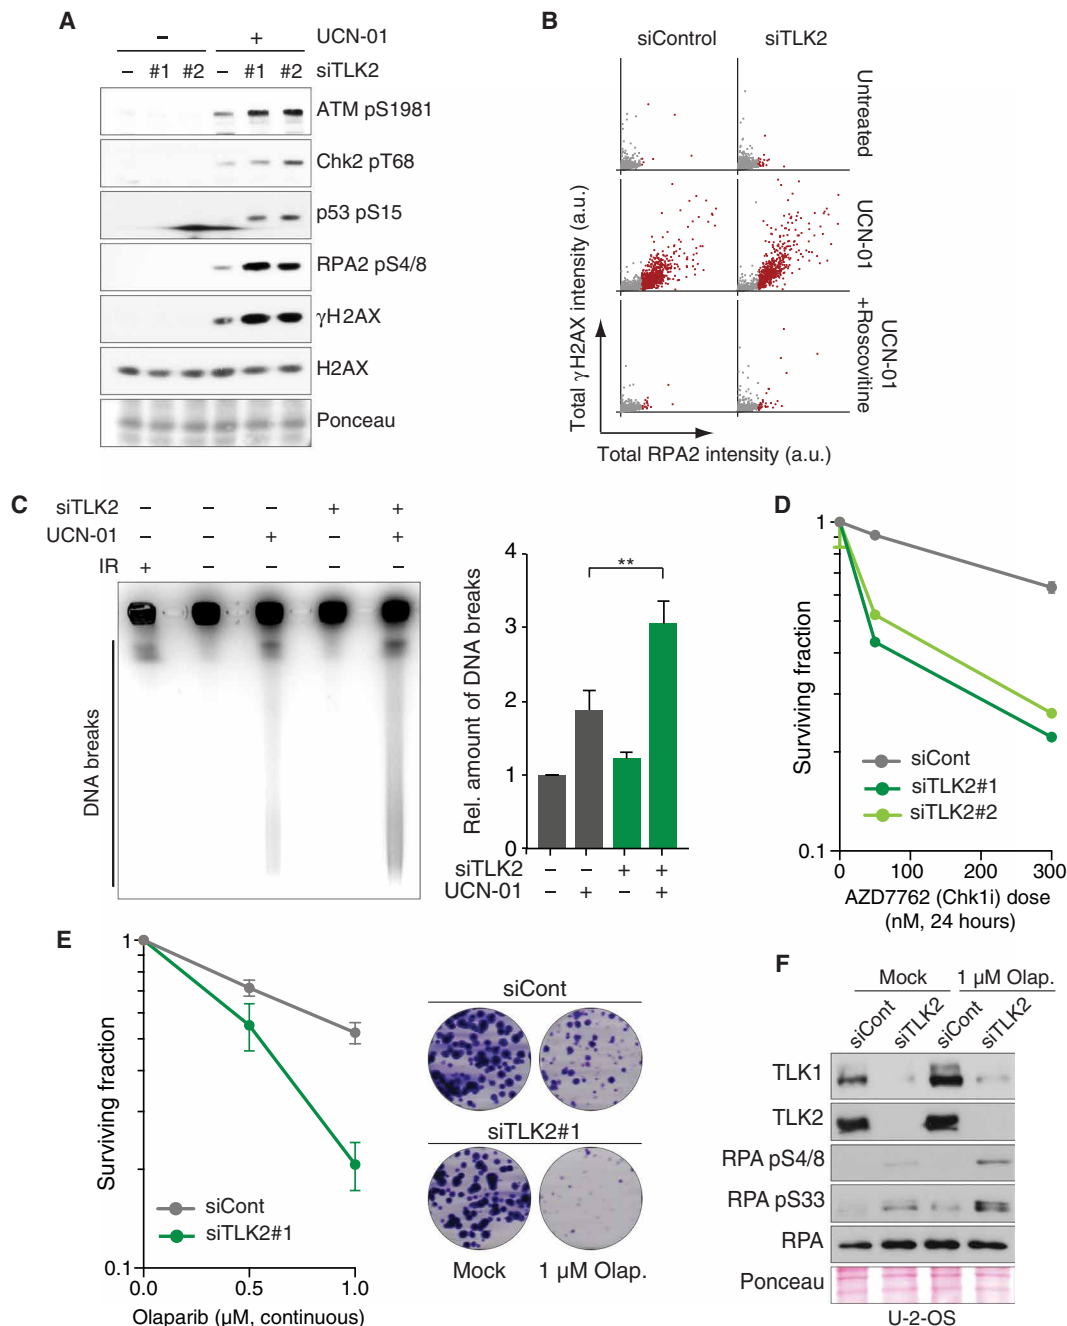 A
– + UCN-01
– #1 #2 – #1 #2 siTLK2
ATM pS1981
Chk2 pT68
p53 pS15
RPA2 pS4/8
γH2AX
H2AX
Ponceau
B
siControl siTLK2
Untreated
UCN-01
UCN-01
+Roscovitine
Total γH2AX intensity (a.u.)
Total RPA2 intensity (a.u.)
C
siTLK2 – – – + +
UCN-01 – – + – +
IR + – – – –
DNA breaks
Rel. amount of DNA breaks
4
3
2
1
0
**
siTLK2 – – + +
UCN-01 – + – +
D
Surviving fraction
1
0.1
siCont
siTLK2#1
siTLK2#2
0 100 200 300
AZD7762 (Chk1i) dose
(nM, 24 hours)
E
Surviving fraction
1
0.1
siCont
siTLK2#1
0.0 0.5 1.0
Olaparib (μM, continuous)
siCont
siTLK2#1
Mock 1 μM Olap.
F
Mock 1 μM Olap.
siCont siTLK2 siCont siTLK2
TLK1
TLK2
RPA pS4/8
RPA pS33
RPA
Ponceau
U-2-OS